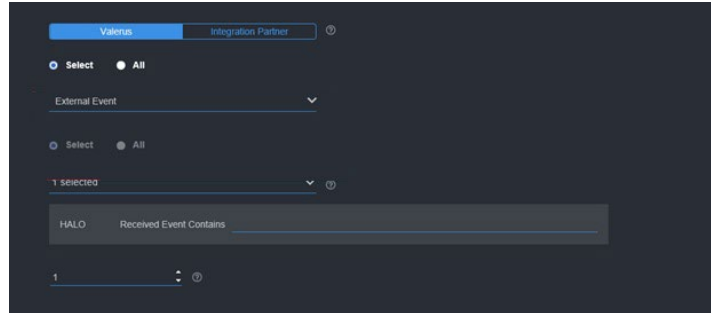 Valerus Integration Partner
Select All
External Event
Select All
1 selected
HALO Received Event Contains
1